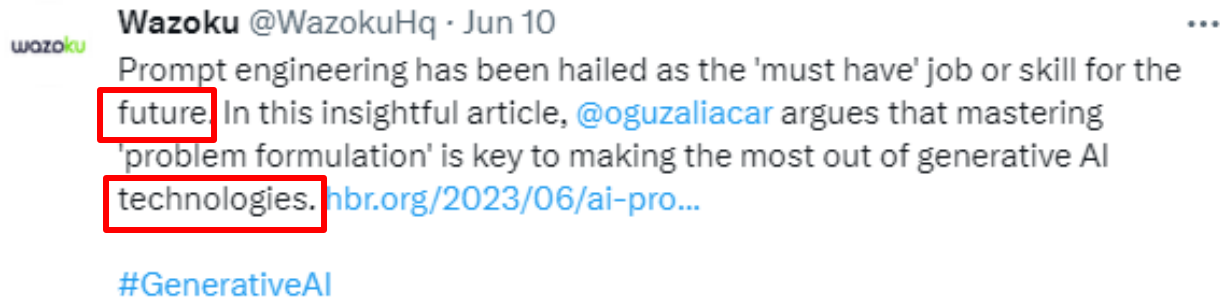 wazoku
Wazoku @WazokuHq · Jun 10
Prompt engineering has been hailed as the 'must have' job or skill for the
future. In this insightful article, @oguzaliacar argues that mastering
'problem formulation' is key to making the most out of generative AI
technologies. hbr.org/2023/06/ai-pro...
#GenerativeAI